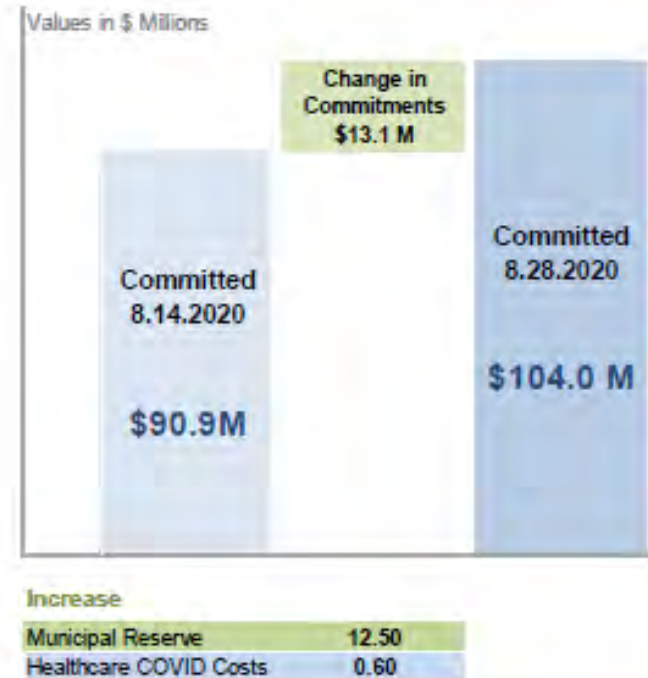 Values in $ Millions
Change in
Commitments
$13.1 M
Committed
8.14.2020
$90.9M
Committed
8.28.2020
$104.0 M
Increase
Municipal Reserve 12.50
Healthcare COVID Costs 0.60